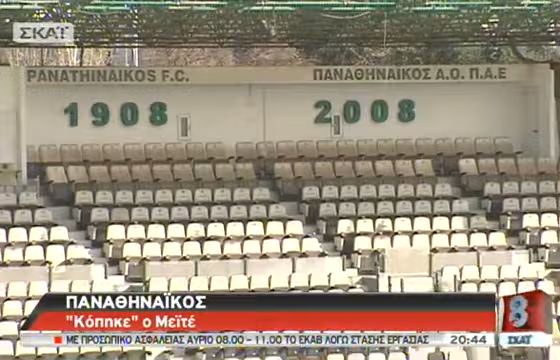 ΣΚΑΪ
PANATHINAIKOS F.C.
ΠΑΝΑΘΗΝΑΪΚΟΣ Α.Ο. Π.Α.Ε
1908
2008
ΠΑΝΑΘΗΝΑΪΚΟΣ
"Κόπηκε" ο Μεϊτέ
8
ΜΕ ΠΡΟΣΩΠΙΚΟ ΑΣΦΑΛΕΙΑΣ ΑΥΡΙΟ 08.00 – 11.00 ΤΟ ΕΚΑΒ ΛΟΓΩ ΣΤΑΣΗΣ ΕΡΓΑΣΙΑΣ
20:44
ΣΚΑΪ